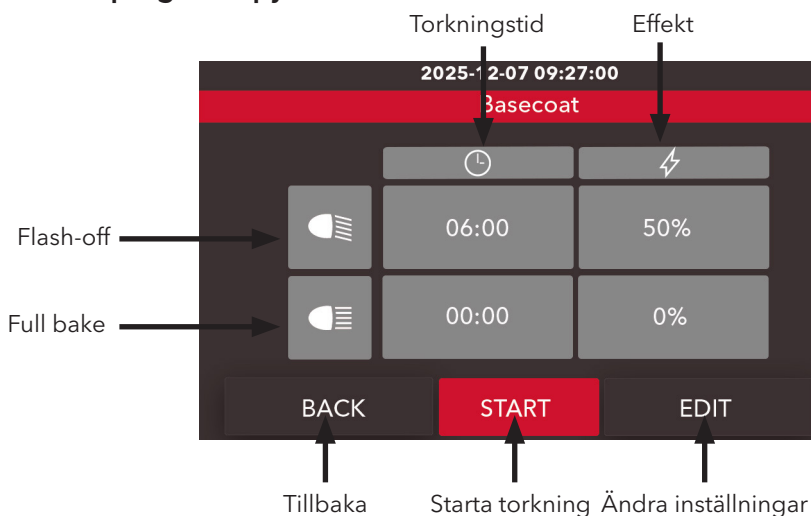 Torkningstid Effekt
2025-12-07 09:27:00
Basecoat
Flash-off 06:00 50%
Full bake 00:00 0%
BACK START EDIT
Tillbaka Starta torkning Ändra inställningar